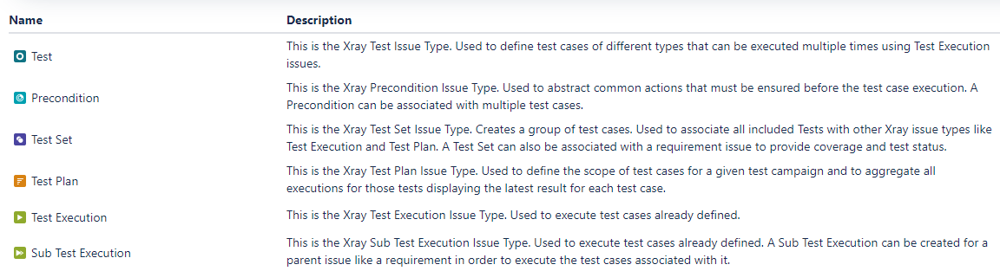 Name Description
Test
This is the Xray Test Issue Type. Used to define test cases of different types that can be executed multiple times using Test Execution
issues.
Precondition
This is the Xray Precondition Issue Type. Used to abstract common actions that must be ensured before the test case execution. A
Precondition can be associated with multiple test cases.
Test Set
This is the Xray Test Set Issue Type. Creates a group of test cases. Used to associate all included Tests with other Xray issue types like
Test Execution and Test Plan. A Test Set can also be associated with a requirement issue to provide coverage and test status.
Test Plan
This is the Xray Test Plan Issue Type. Used to define the scope of test cases for a given test campaign and to aggregate all
executions for those tests displaying the latest result for each test case.
Test Execution
This is the Xray Test Execution Issue Type. Used to execute test cases already defined.
Sub Test Execution
This is the Xray Sub Test Execution Issue Type. Used to execute test cases already defined. A Sub Test Execution can be created for a
parent issue like a requirement in order to execute the test cases associated with it.